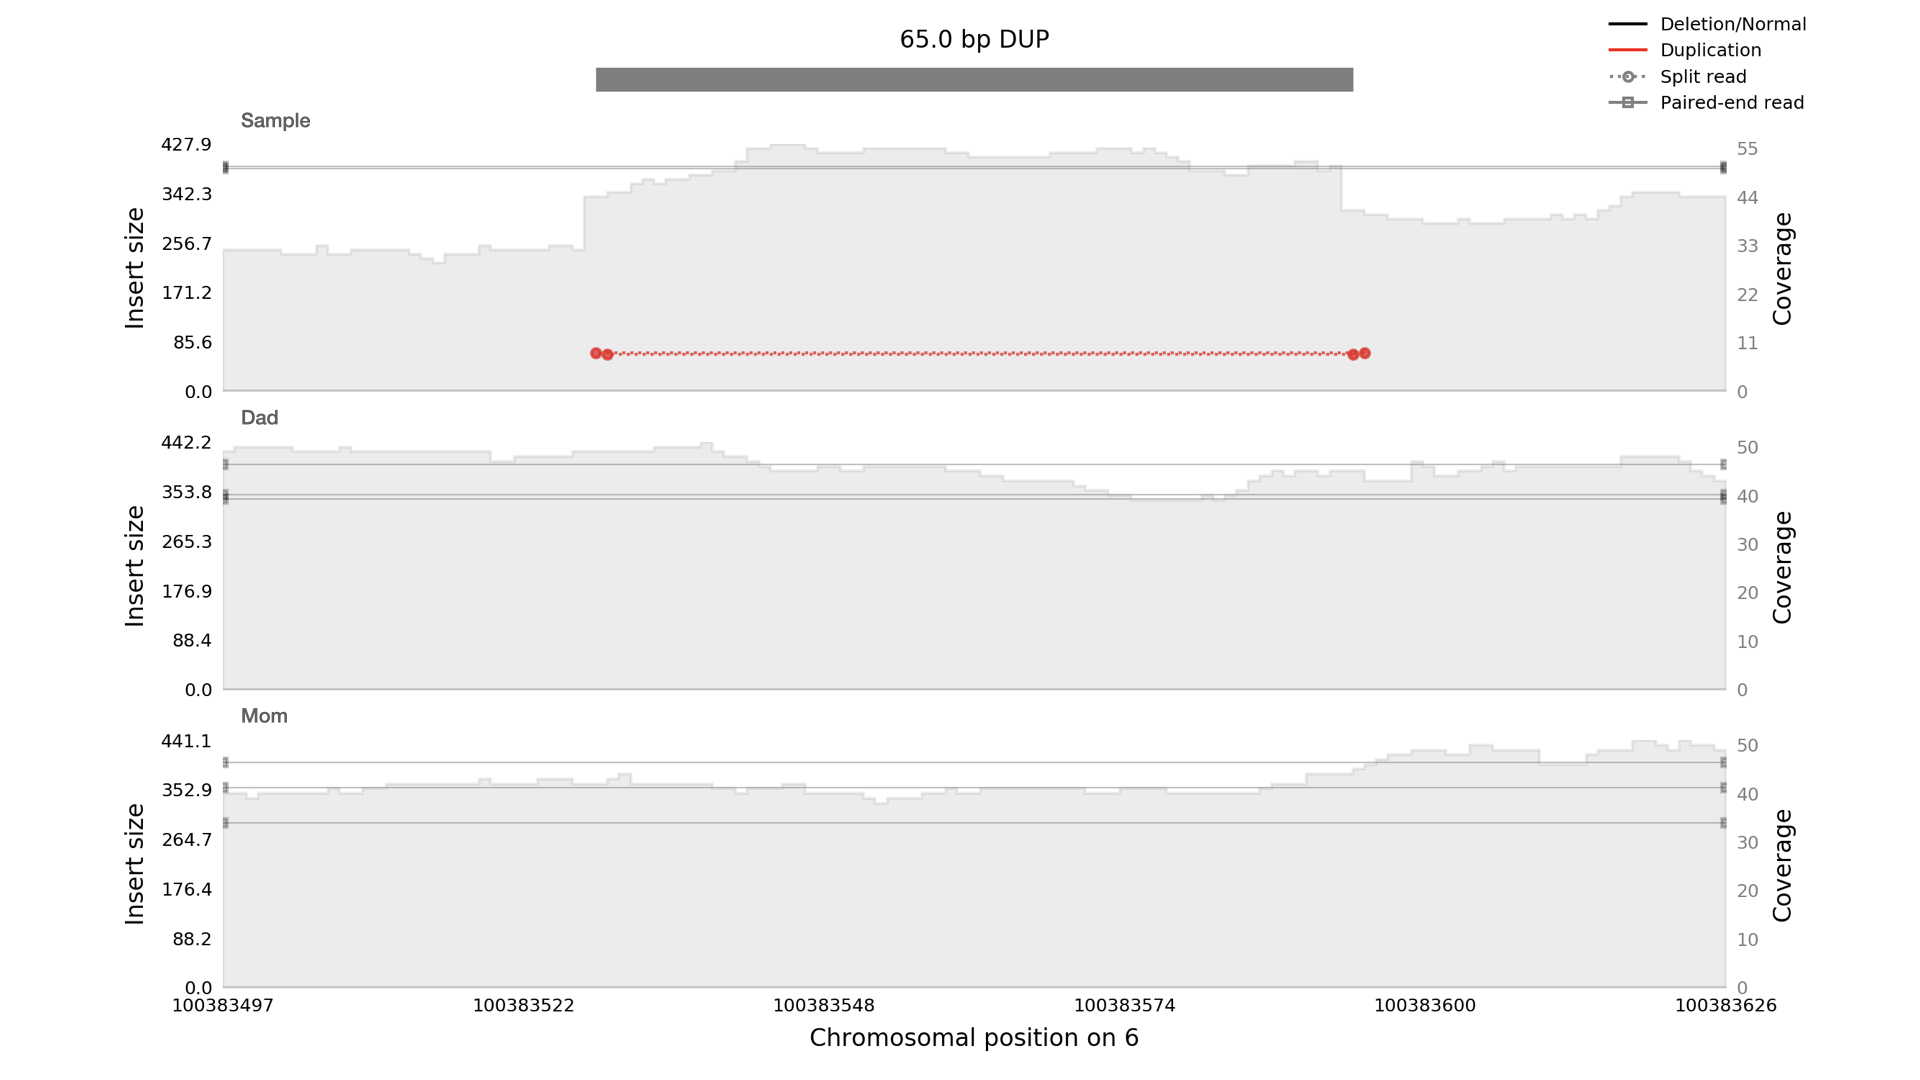 65.0 bp DUP
Deletion/Normal
Duplication
Split read
Paired-end read
Sample
427.9
342.3
256.7
171.2
85.6
0.0
Insert size
55
44
33
22
11
0
Coverage
Dad
442.2
353.8
265.3
176.9
88.4
0.0
Insert size
50
40
30
20
10
0
Coverage
Mom
441.1
352.9
264.7
176.4
88.2
0.0
Insert size
50
40
30
20
10
0
Coverage
100383497 100383522 100383548 100383574 100383600 100383626
Chromosomal position on 6